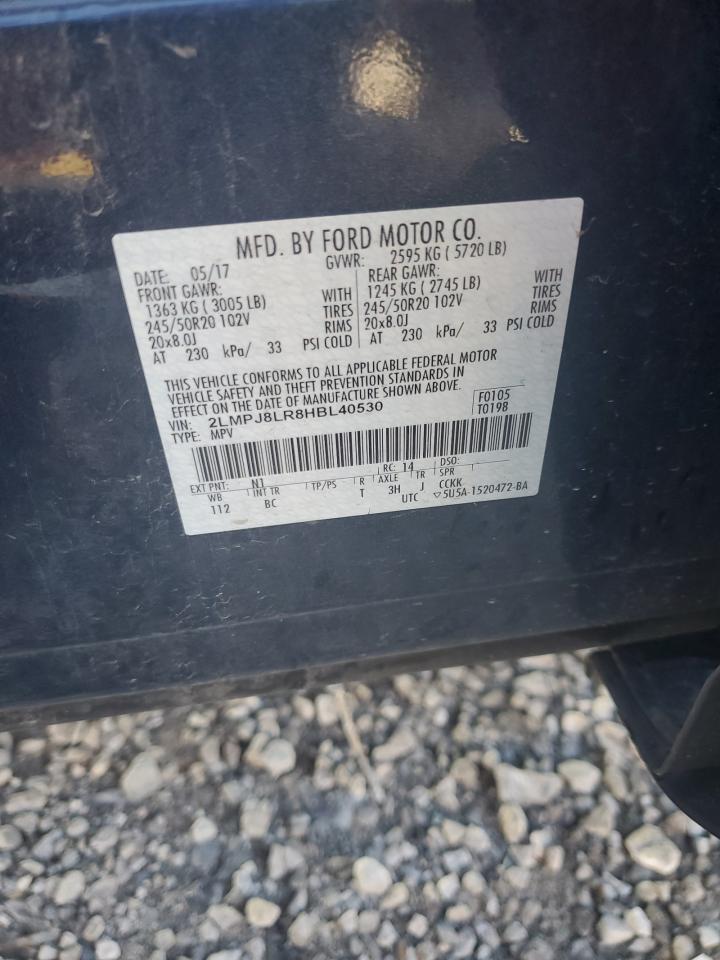 MFD. BY FORD MOTOR CO.
DATE: 05/17 GVWR: 2595 KG ( 5720 LB)
FRONT GAWR: REAR GAWR:
1363 KG ( 3005 LB) WITH 1245 KG ( 2745 LB) WITH
245/50R20 102V TIRES 245/50R20 102V TIRES
20x8.0J RIMS 20x8.0J RIMS
AT 230 kPa/ 33 PSI COLD AT 230 kPa/ 33 PSI COLD
THIS VEHICLE CONFORMS TO ALL APPLICABLE FEDERAL MOTOR
VEHICLE SAFETY AND THEFT PREVENTION STANDARDS IN
EFFECT ON THE DATE OF MANUFACTURE SHOWN ABOVE.
VIN: 2LMPJ8LR8HBL40530 F0105
TYPE: MPV T0198
EXT PNT: N1 RC: 14 DSO:
WB INT TR TP/PS R AXLE TR SPR
112 BC T 3H J CCKK
UTC ▽5U5A-1520472-BA